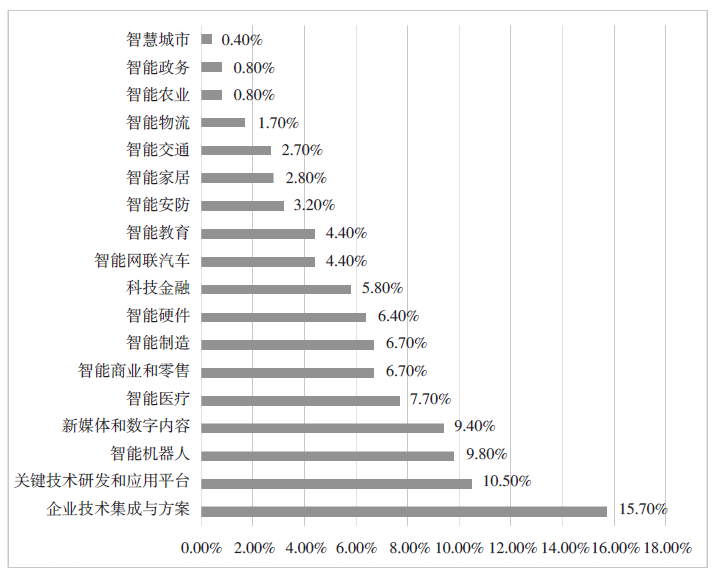 智慧城市 0.40%
智能政务 0.80%
智能农业 0.80%
智能物流 1.70%
智能交通 2.70%
智能家居 2.80%
智能安防 3.20%
智能教育 4.40%
智能网联汽车 4.40%
科技金融 5.80%
智能硬件 6.40%
智能制造 6.70%
智能商业和零售 6.70%
智能医疗 7.70%
新媒体和数字内容 9.40%
智能机器人 9.80%
关键技术研发和应用平台 10.50%
企业技术集成与方案 15.70%
0.00% 2.00% 4.00% 6.00% 8.00% 10.00% 12.00% 14.00% 16.00% 18.00%